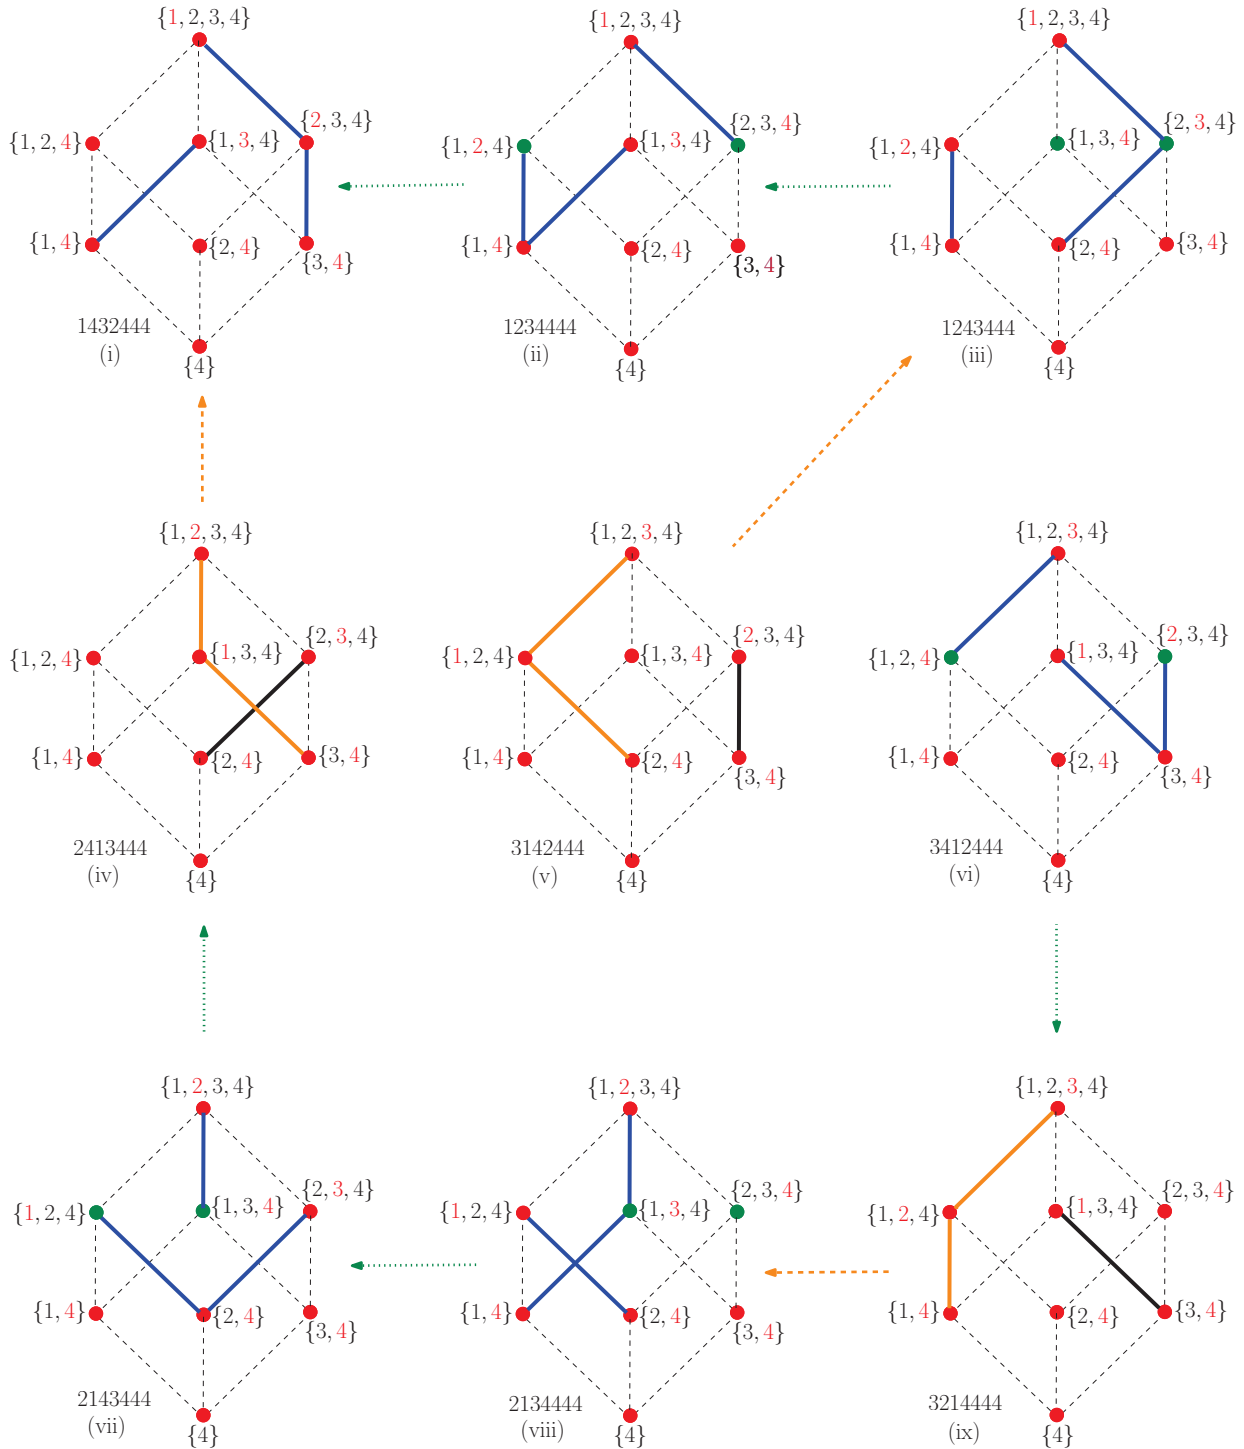 {1, 2, 3, 4}
{1, 2, 4}
{1, 3, 4}
{2, 3, 4}
{1, 4}
{2, 4}
{3, 4}
{4}
1432444
(i)
{1, 2, 3, 4}
{1, 2, 4}
{1, 3, 4}
{2, 3, 4}
{1, 4}
{2, 4}
{3, 4}
{4}
1234444
(ii)
{1, 2, 3, 4}
{1, 2, 4}
{1, 3, 4}
{2, 3, 4}
{1, 4}
{2, 4}
{3, 4}
{4}
1243444
(iii)
{1, 2, 3, 4}
{1, 2, 4}
{1, 3, 4}
{2, 3, 4}
{1, 4}
{2, 4}
{3, 4}
{4}
2413444
(iv)
{1, 2, 3, 4}
{1, 2, 4}
{1, 3, 4}
{2, 3, 4}
{1, 4}
{2, 4}
{3, 4}
{4}
3142444
(v)
{1, 2, 3, 4}
{1, 2, 4}
{1, 3, 4}
{2, 3, 4}
{1, 4}
{2, 4}
{3, 4}
{4}
3412444
(vi)
{1, 2, 3, 4}
{1, 2, 4}
{1, 3, 4}
{2, 3, 4}
{1, 4}
{2, 4}
{3, 4}
{4}
2143444
(vii)
{1, 2, 3, 4}
{1, 2, 4}
{1, 3, 4}
{2, 3, 4}
{1, 4}
{2, 4}
{3, 4}
{4}
2134444
(viii)
{1, 2, 3, 4}
{1, 2, 4}
{1, 3, 4}
{2, 3, 4}
{1, 4}
{2, 4}
{3, 4}
{4}
3214444
(ix)